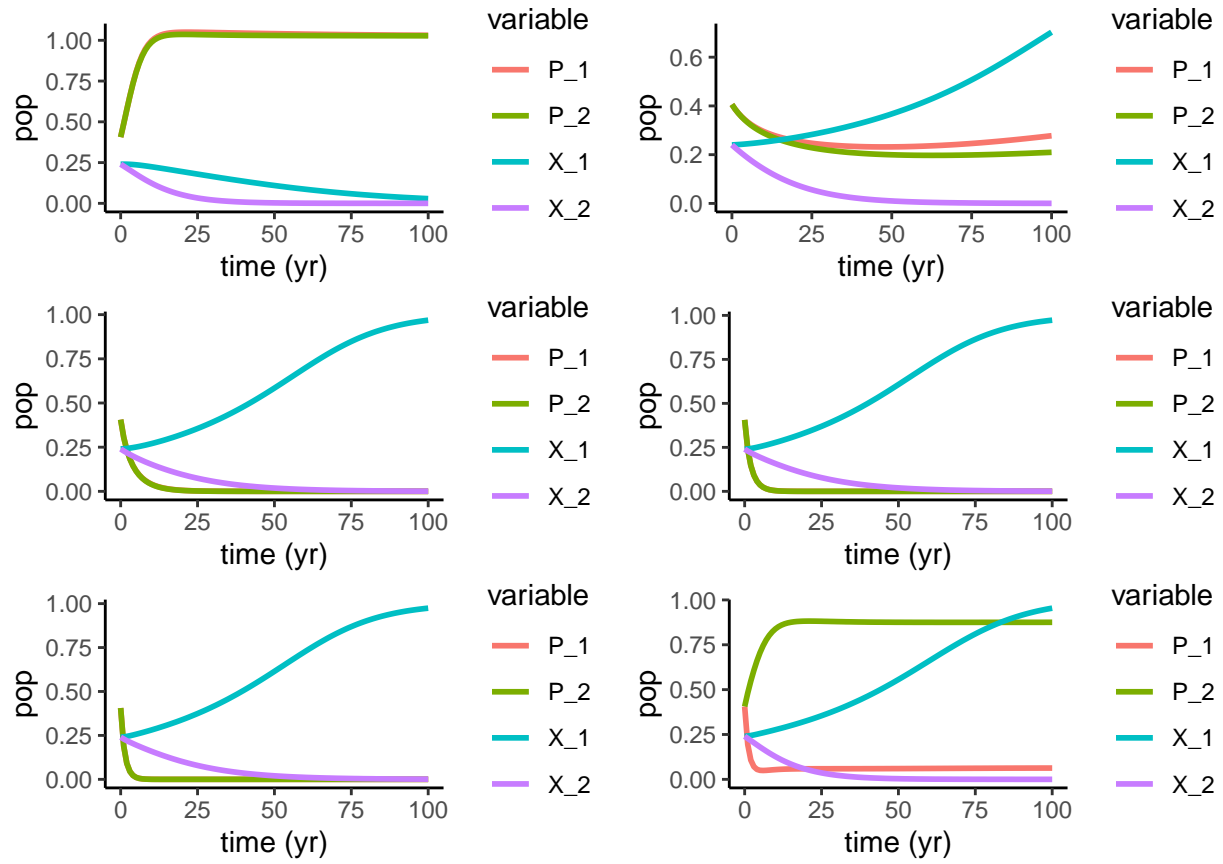 variable
pop
1.00
0.75
0.50
0.25
0.00
0 25 50 75 100
time (yr)
P_1
P_2
X_1
X_2
variable
pop
0.6
0.4
0.2
0.0
0 25 50 75 100
time (yr)
P_1
P_2
X_1
X_2
variable
pop
1.00
0.75
0.50
0.25
0.00
0 25 50 75 100
time (yr)
P_1
P_2
X_1
X_2
variable
pop
1.00
0.75
0.50
0.25
0.00
0 25 50 75 100
time (yr)
P_1
P_2
X_1
X_2
variable
pop
1.00
0.75
0.50
0.25
0.00
0 25 50 75 100
time (yr)
P_1
P_2
X_1
X_2
variable
pop
1.00
0.75
0.50
0.25
0.00
0 25 50 75 100
time (yr)
P_1
P_2
X_1
X_2